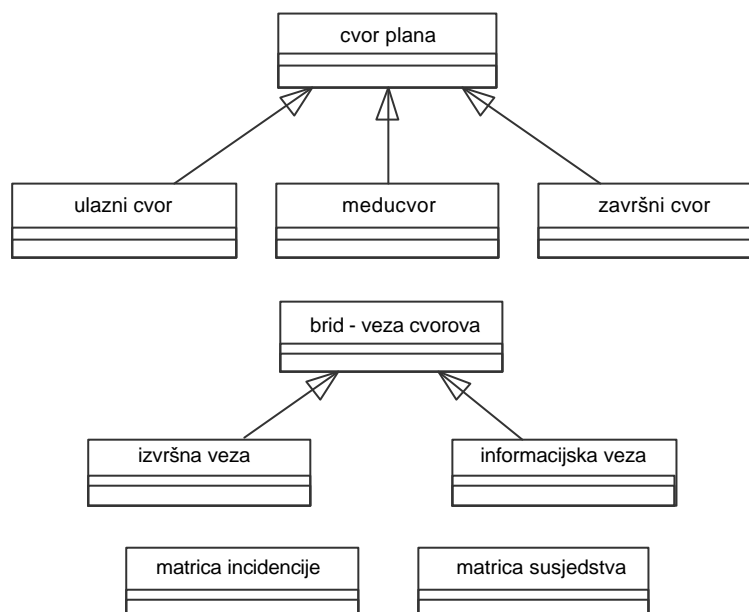 cvor plana
ulazni cvor
meducvor
završni cvor
brid - veza cvorova
izvršna veza
informacijska veza
matrica incidencije
matrica susjedstva